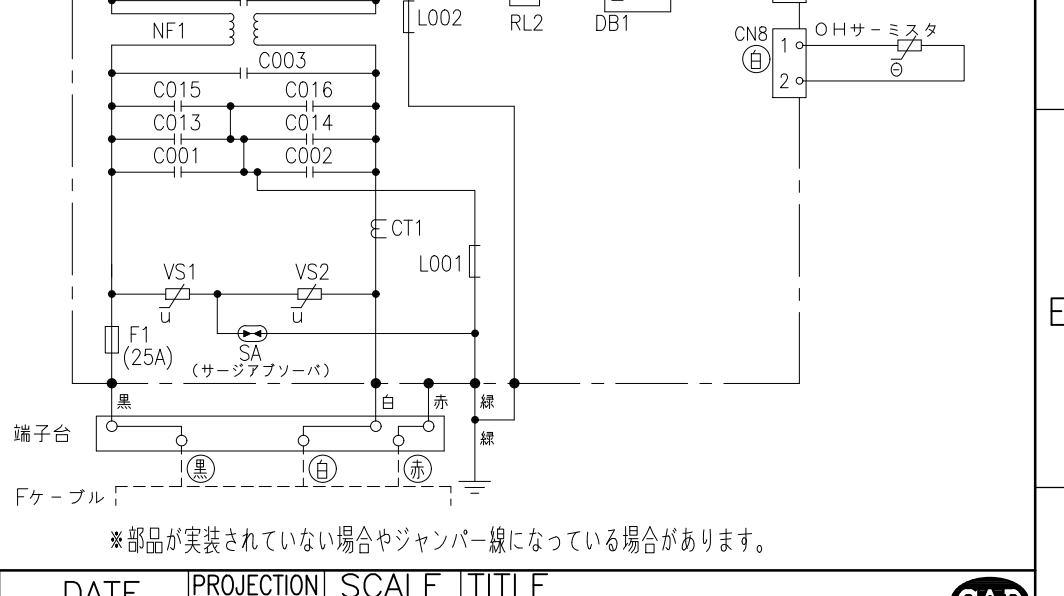 L002
RL2
DB1
NF1
CN8
白
1
2
OHサーミスタ
Θ
C003
C015
C016
C013
C014
C001
C002
CT1
L001
VS1
VS2
u
u
F1
(25A)
SA
(サージアブソーバ)
E
黒
白
赤
緑
緑
端子台
黒
白
赤
Fケーブル
※部品が実装されていない場合やジャンパー線になっている場合があります。
DATE
PROJECTION
SCALE
TITLE